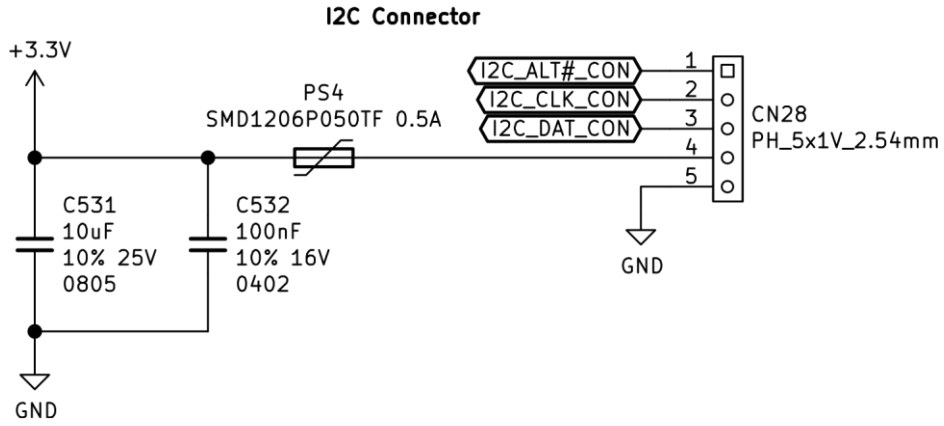 I2C Connector
+3.3V
PS4
SMD1206P050TF 0.5A
I2C_ALT#_CON
I2C_CLK_CON
I2C_DAT_CON
1
2
3
4
5
CN28
PH_5x1V_2.54mm
C531
10uF
10% 25V
0805
C532
100nF
10% 16V
0402
GND
GND